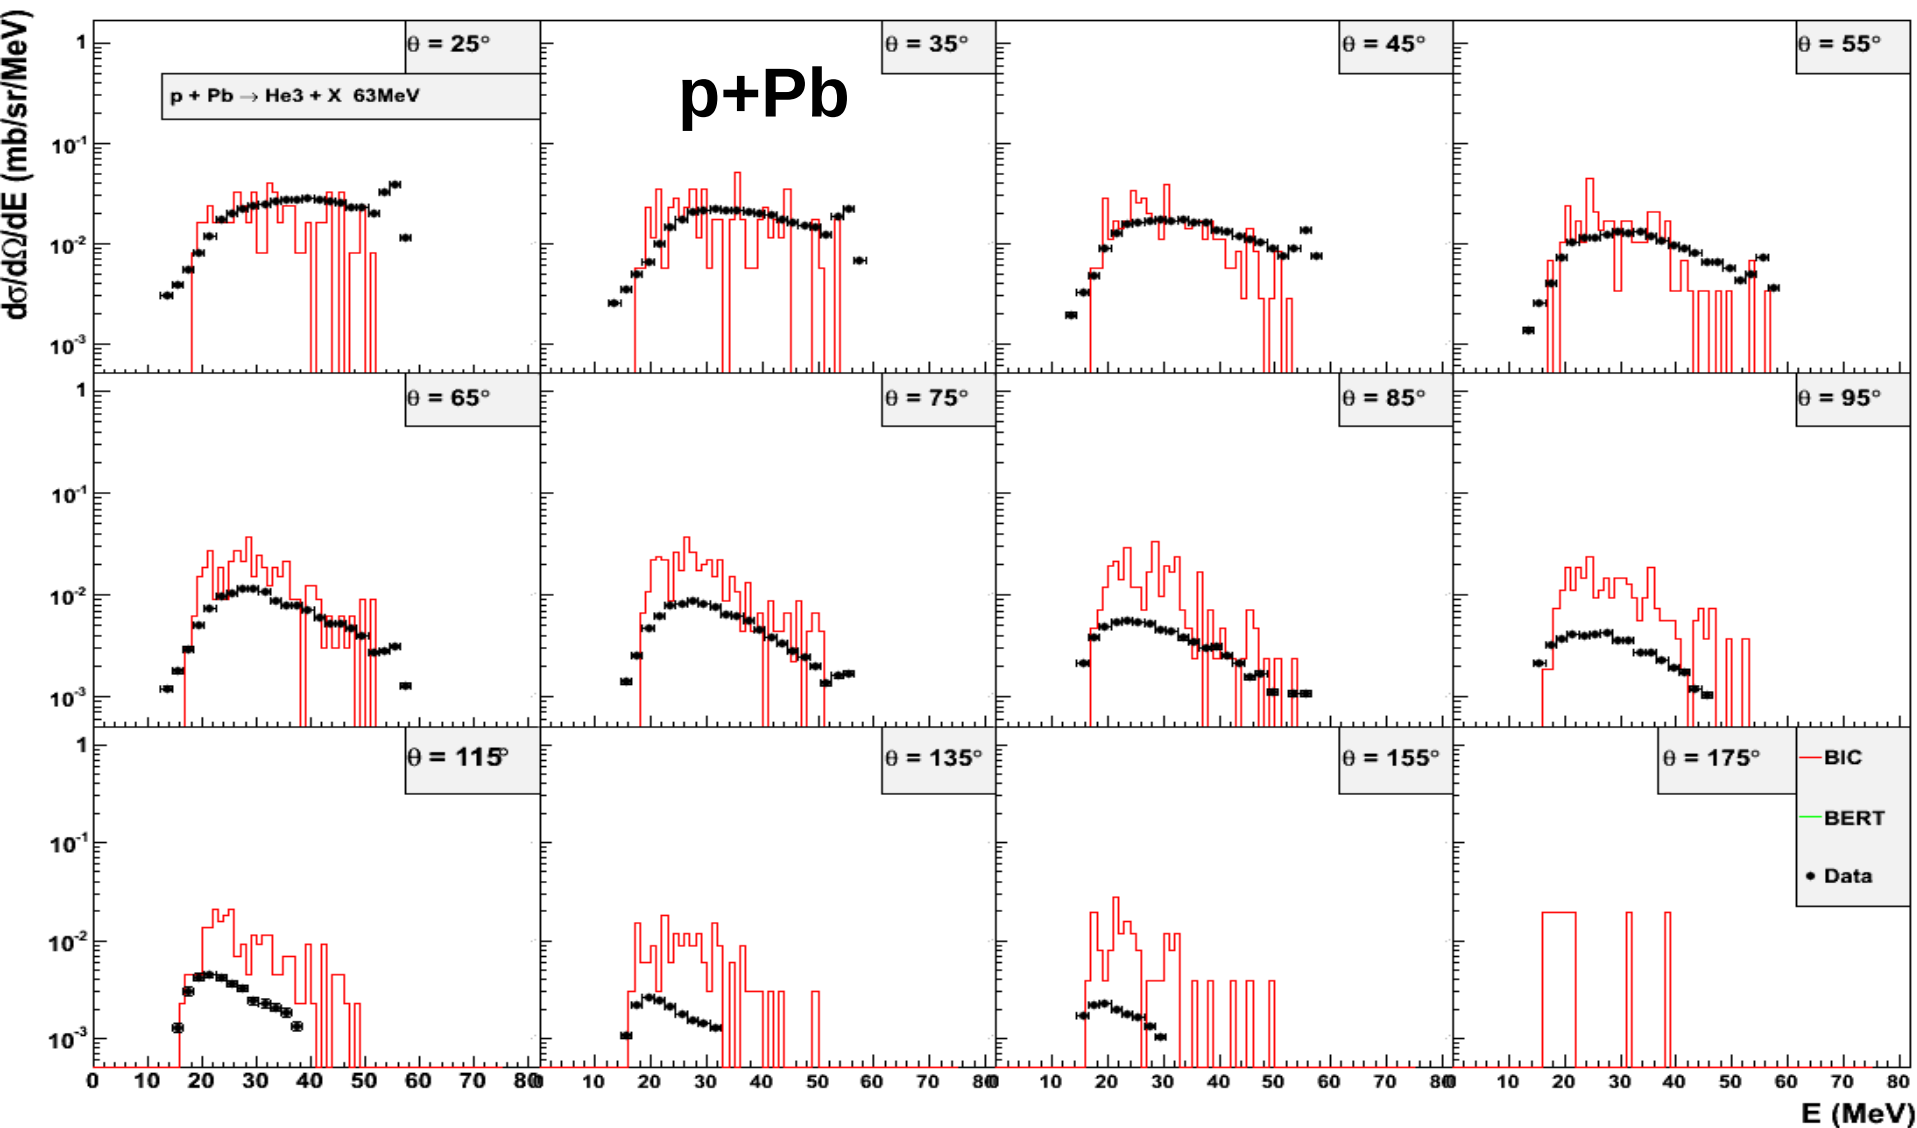 dσ/dΩ/dE (mb/sr/MeV)
θ = 25°
θ = 35°
θ = 45°
θ = 55°
p + Pb → He3 + X 63MeV
p+Pb
1
10-1
10-2
10-3
θ = 65°
θ = 75°
θ = 85°
θ = 95°
1
10-1
10-2
10-3
θ = 115°
θ = 135°
θ = 155°
θ = 175°
BIC
BERT
Data
1
10-1
10-2
10-3
0 10 20 30 40 50 60 70 80 10 20 30 40 50 60 70 80 10 20 30 40 50 60 70 80 10 20 30 40 50 60 70 80
E (MeV)